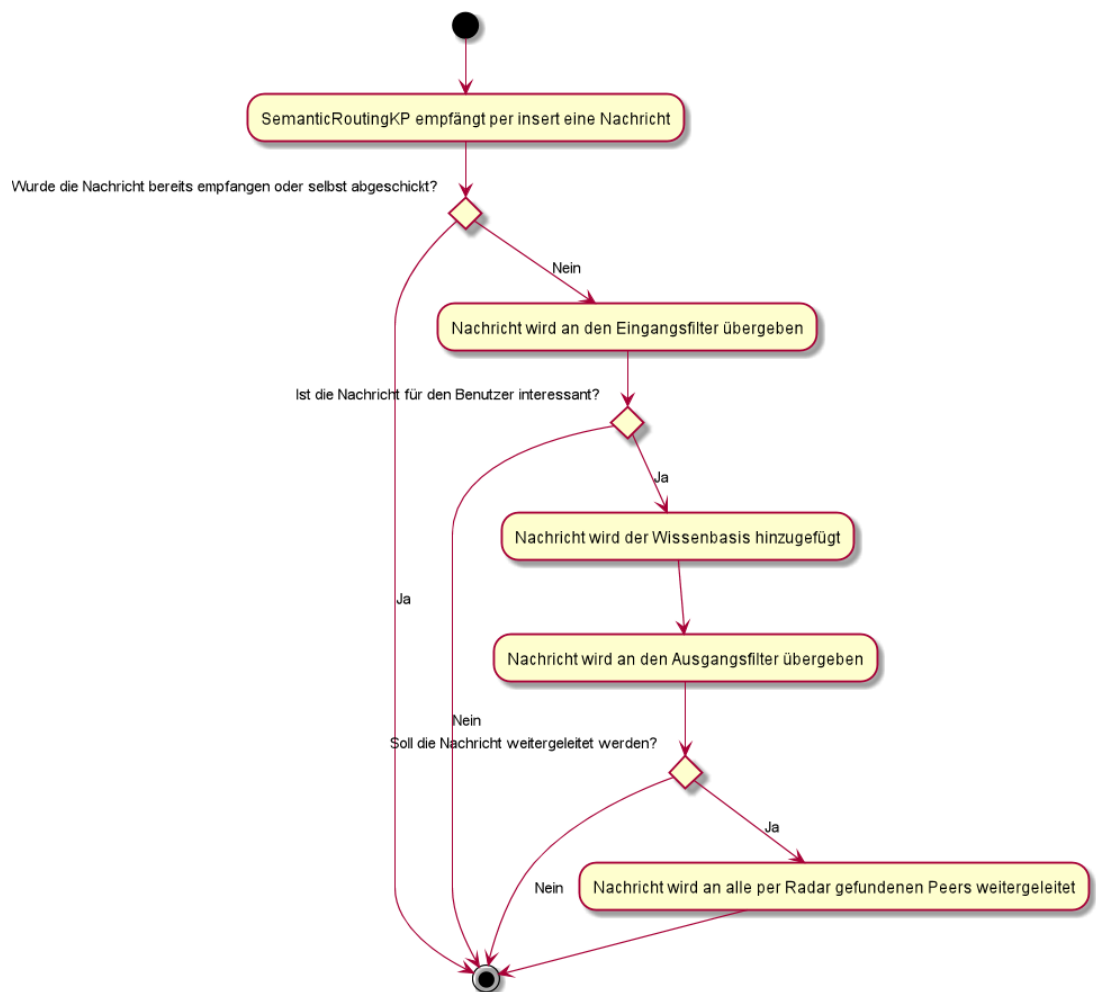 SemanticRoutingKP empfängt per insert eine Nachricht
Wurde die Nachricht bereits empfangen oder selbst abgeschickt?
Nein
Nachricht wird an den Eingangsfilter übergeben
Ist die Nachricht für den Benutzer interessant?
Ja
Nachricht wird der Wissenbasis hinzugefügt
Ja
Nachricht wird an den Ausgangsfilter übergeben
Nein
Soll die Nachricht weitergeleitet werden?
Ja
Nein
Nachricht wird an alle per Radar gefundenen Peers weitergeleitet